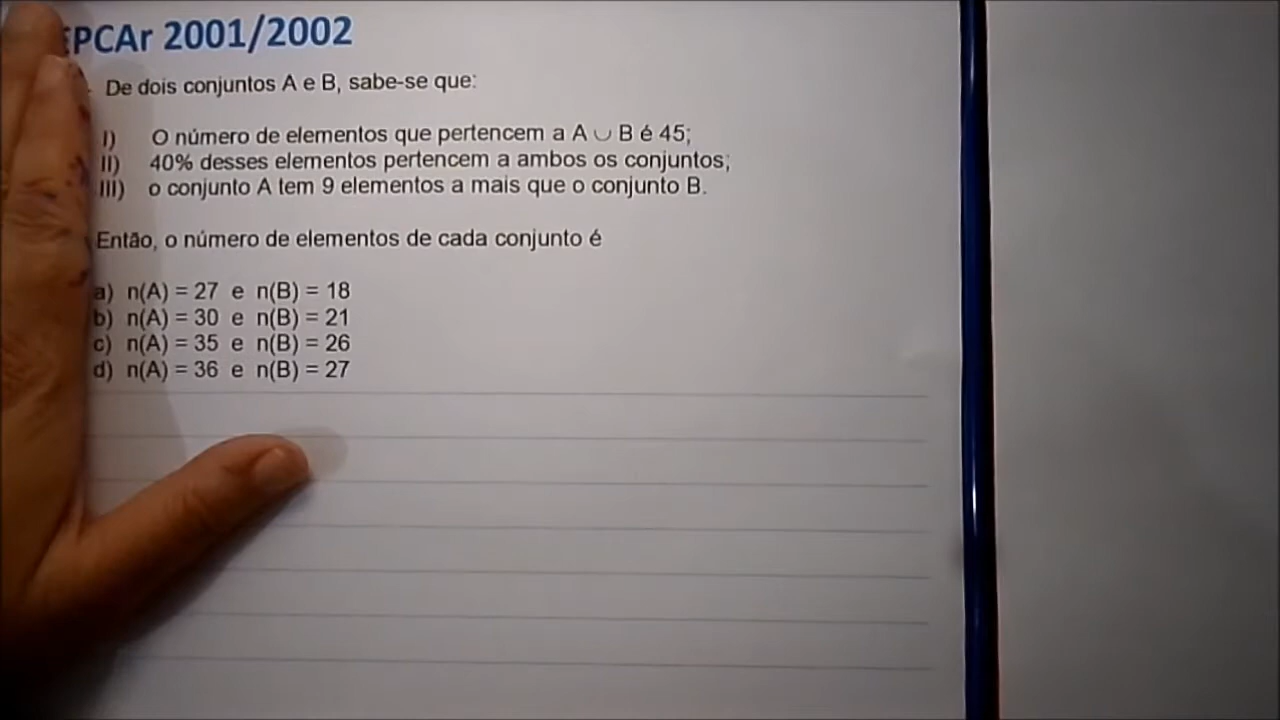 EPCAr 2001/2002
De dois conjuntos A e B, sabe-se que:
I) O número de elementos que pertencem a A ∪ B é 45;
II) 40% desses elementos pertencem a ambos os conjuntos;
III) o conjunto A tem 9 elementos a mais que o conjunto B.
Então, o número de elementos de cada conjunto é
a) n(A) = 27 e n(B) = 18
b) n(A) = 30 e n(B) = 21
c) n(A) = 35 e n(B) = 26
d) n(A) = 36 e n(B) = 27